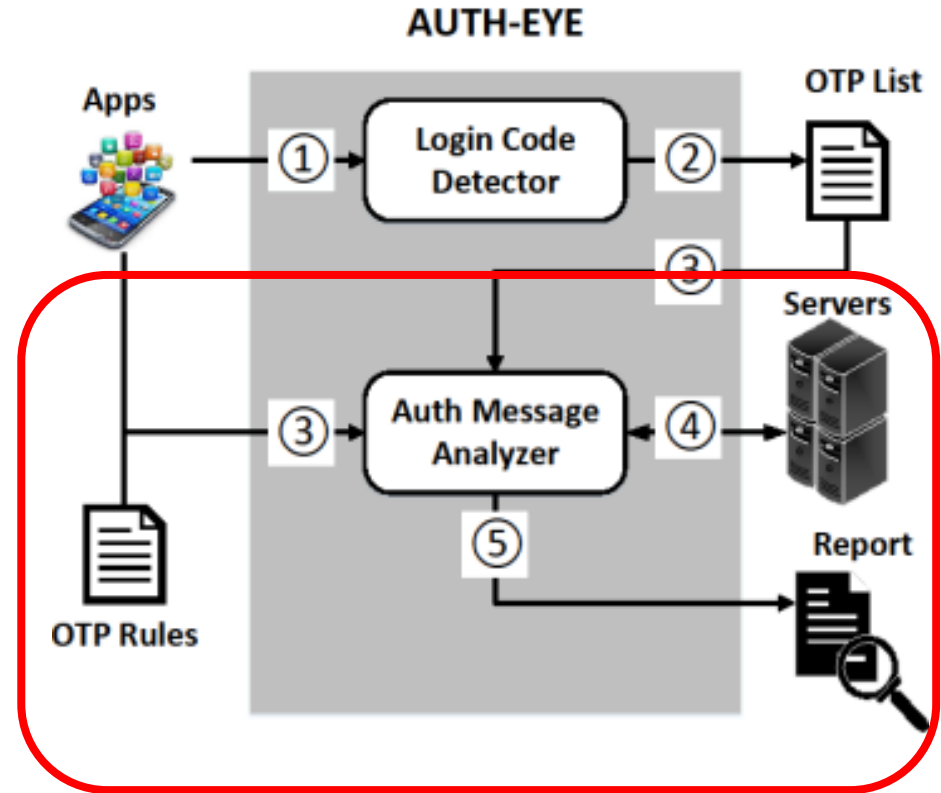 AUTH-EYE
Apps
OTP List
①
Login Code
Detector
②
③
Servers
③
Auth Message
Analyzer
④
⑤
Report
OTP Rules